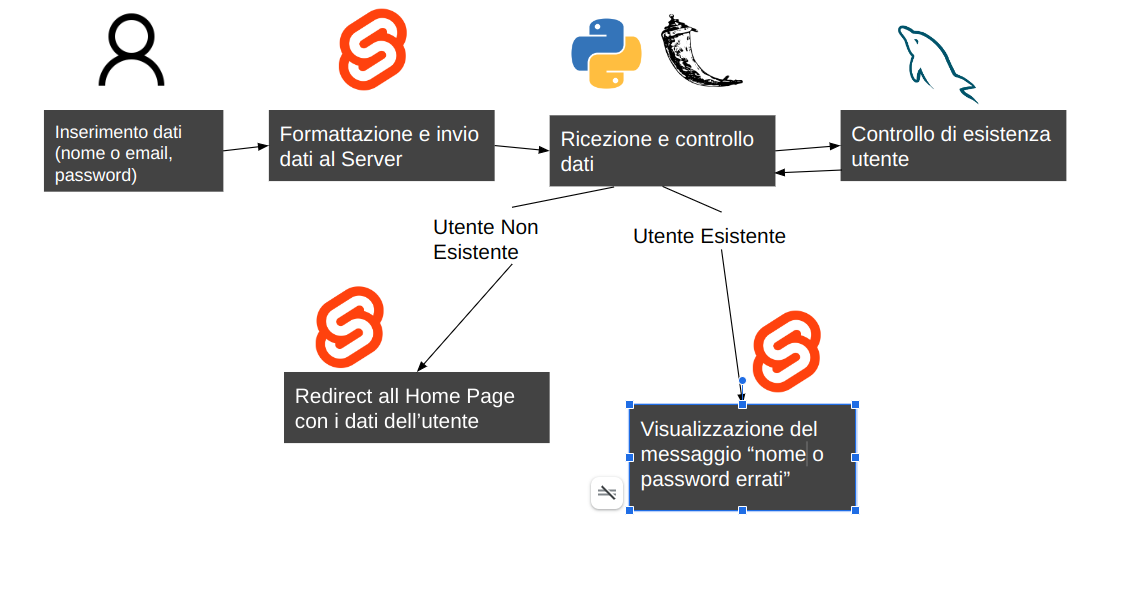 Inserimento dati
(nome o email,
password)
Formattazione e invio
dati al Server
Ricezione e controllo
dati
Controllo di esistenza
utente
Utente Non
Esistente
Utente Esistente
Redirect all Home Page
con i dati dell’utente
Visualizzazione del
messaggio “nome o
password errati”